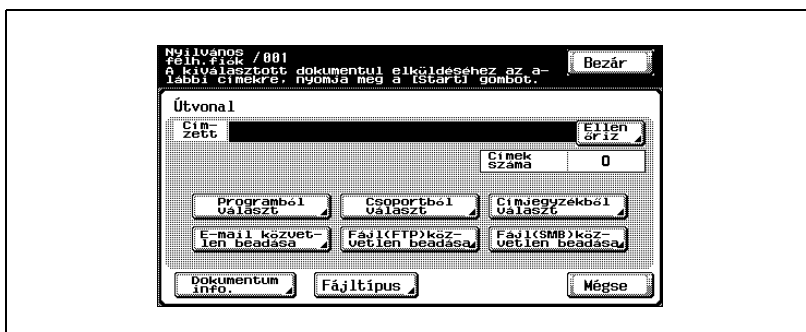 Nyilvános
felh.fiók /001
A kiválasztott dokumentul elküldéséhez az a-
lábbi címekre, nyomja meg a [Start] gombot.
Bezár
Útvonal
Cím-
zett
Ellen
őriz
Címek
száma
0
Programból
választ
Csoportból
választ
Címjegyzékből
választ
E-mail közvet-
len beadása
Fájl(FTP)köz-
vetlen beadása
Fájl(SMB)köz-
vetlen beadása
Dokumentum
info.
Fájltípus
Mégse